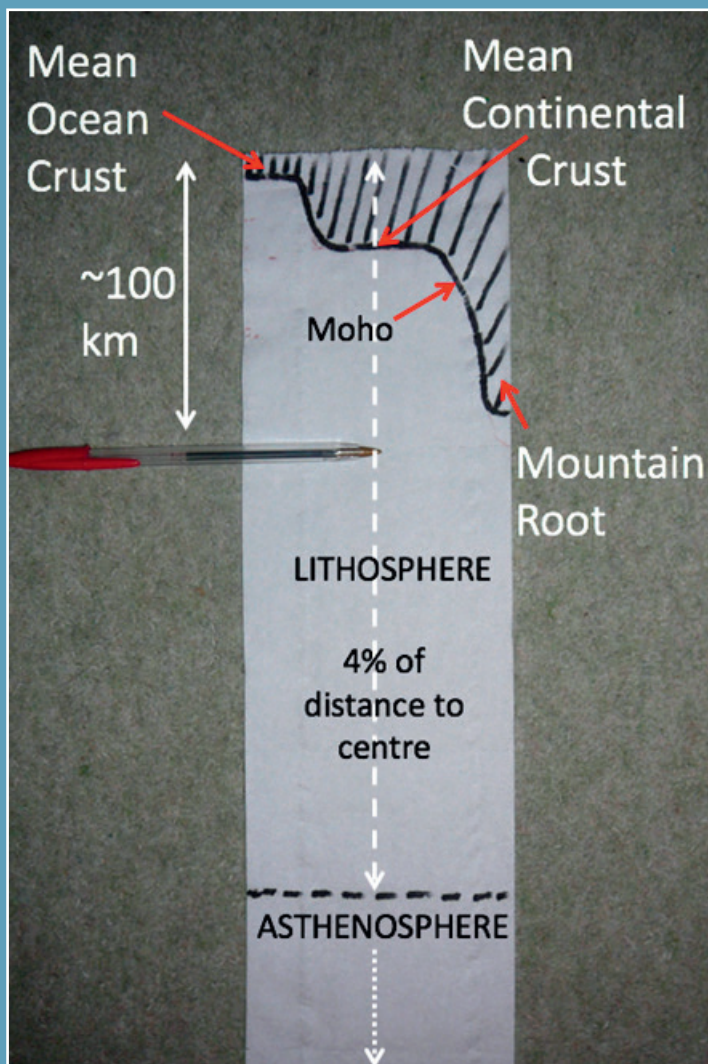 Mean
Ocean
Crust
Mean
Continental
Crust
~100
km
Moho
Mountain
Root
LITHOSPHERE
4% of
distance to
centre
ASTHENOSPHERE